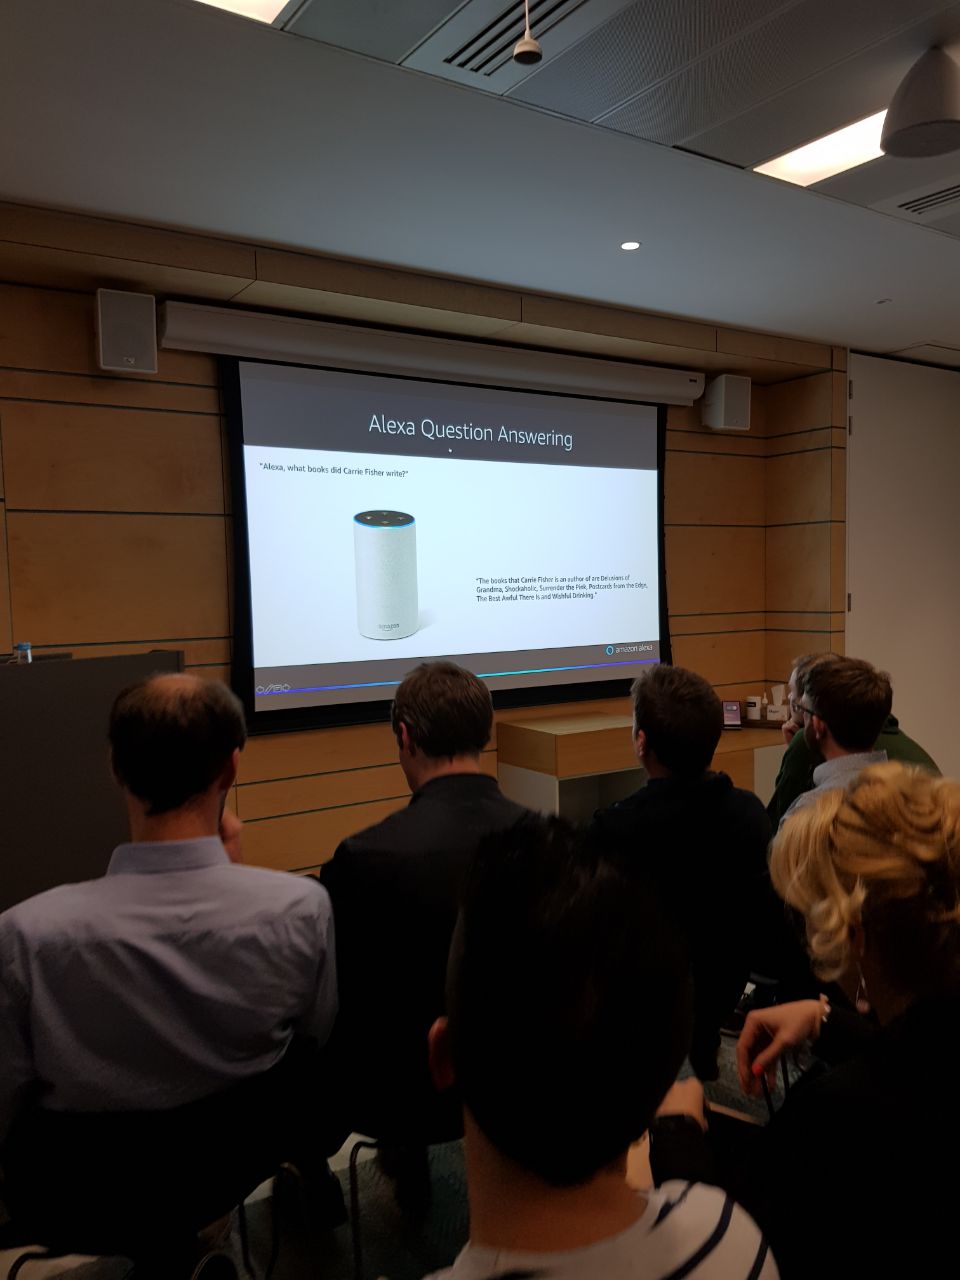 Alexa Question Answering
"Alexa, what books did Carrie Fisher write?"
"The books that Carrie Fisher is an author of are Delusions of
Grandma, Shockaholic, Surrender the Pink, Postcards from the Edge,
The Best Awful There Is and Wishful Drinking."
amazon
amazon alexa